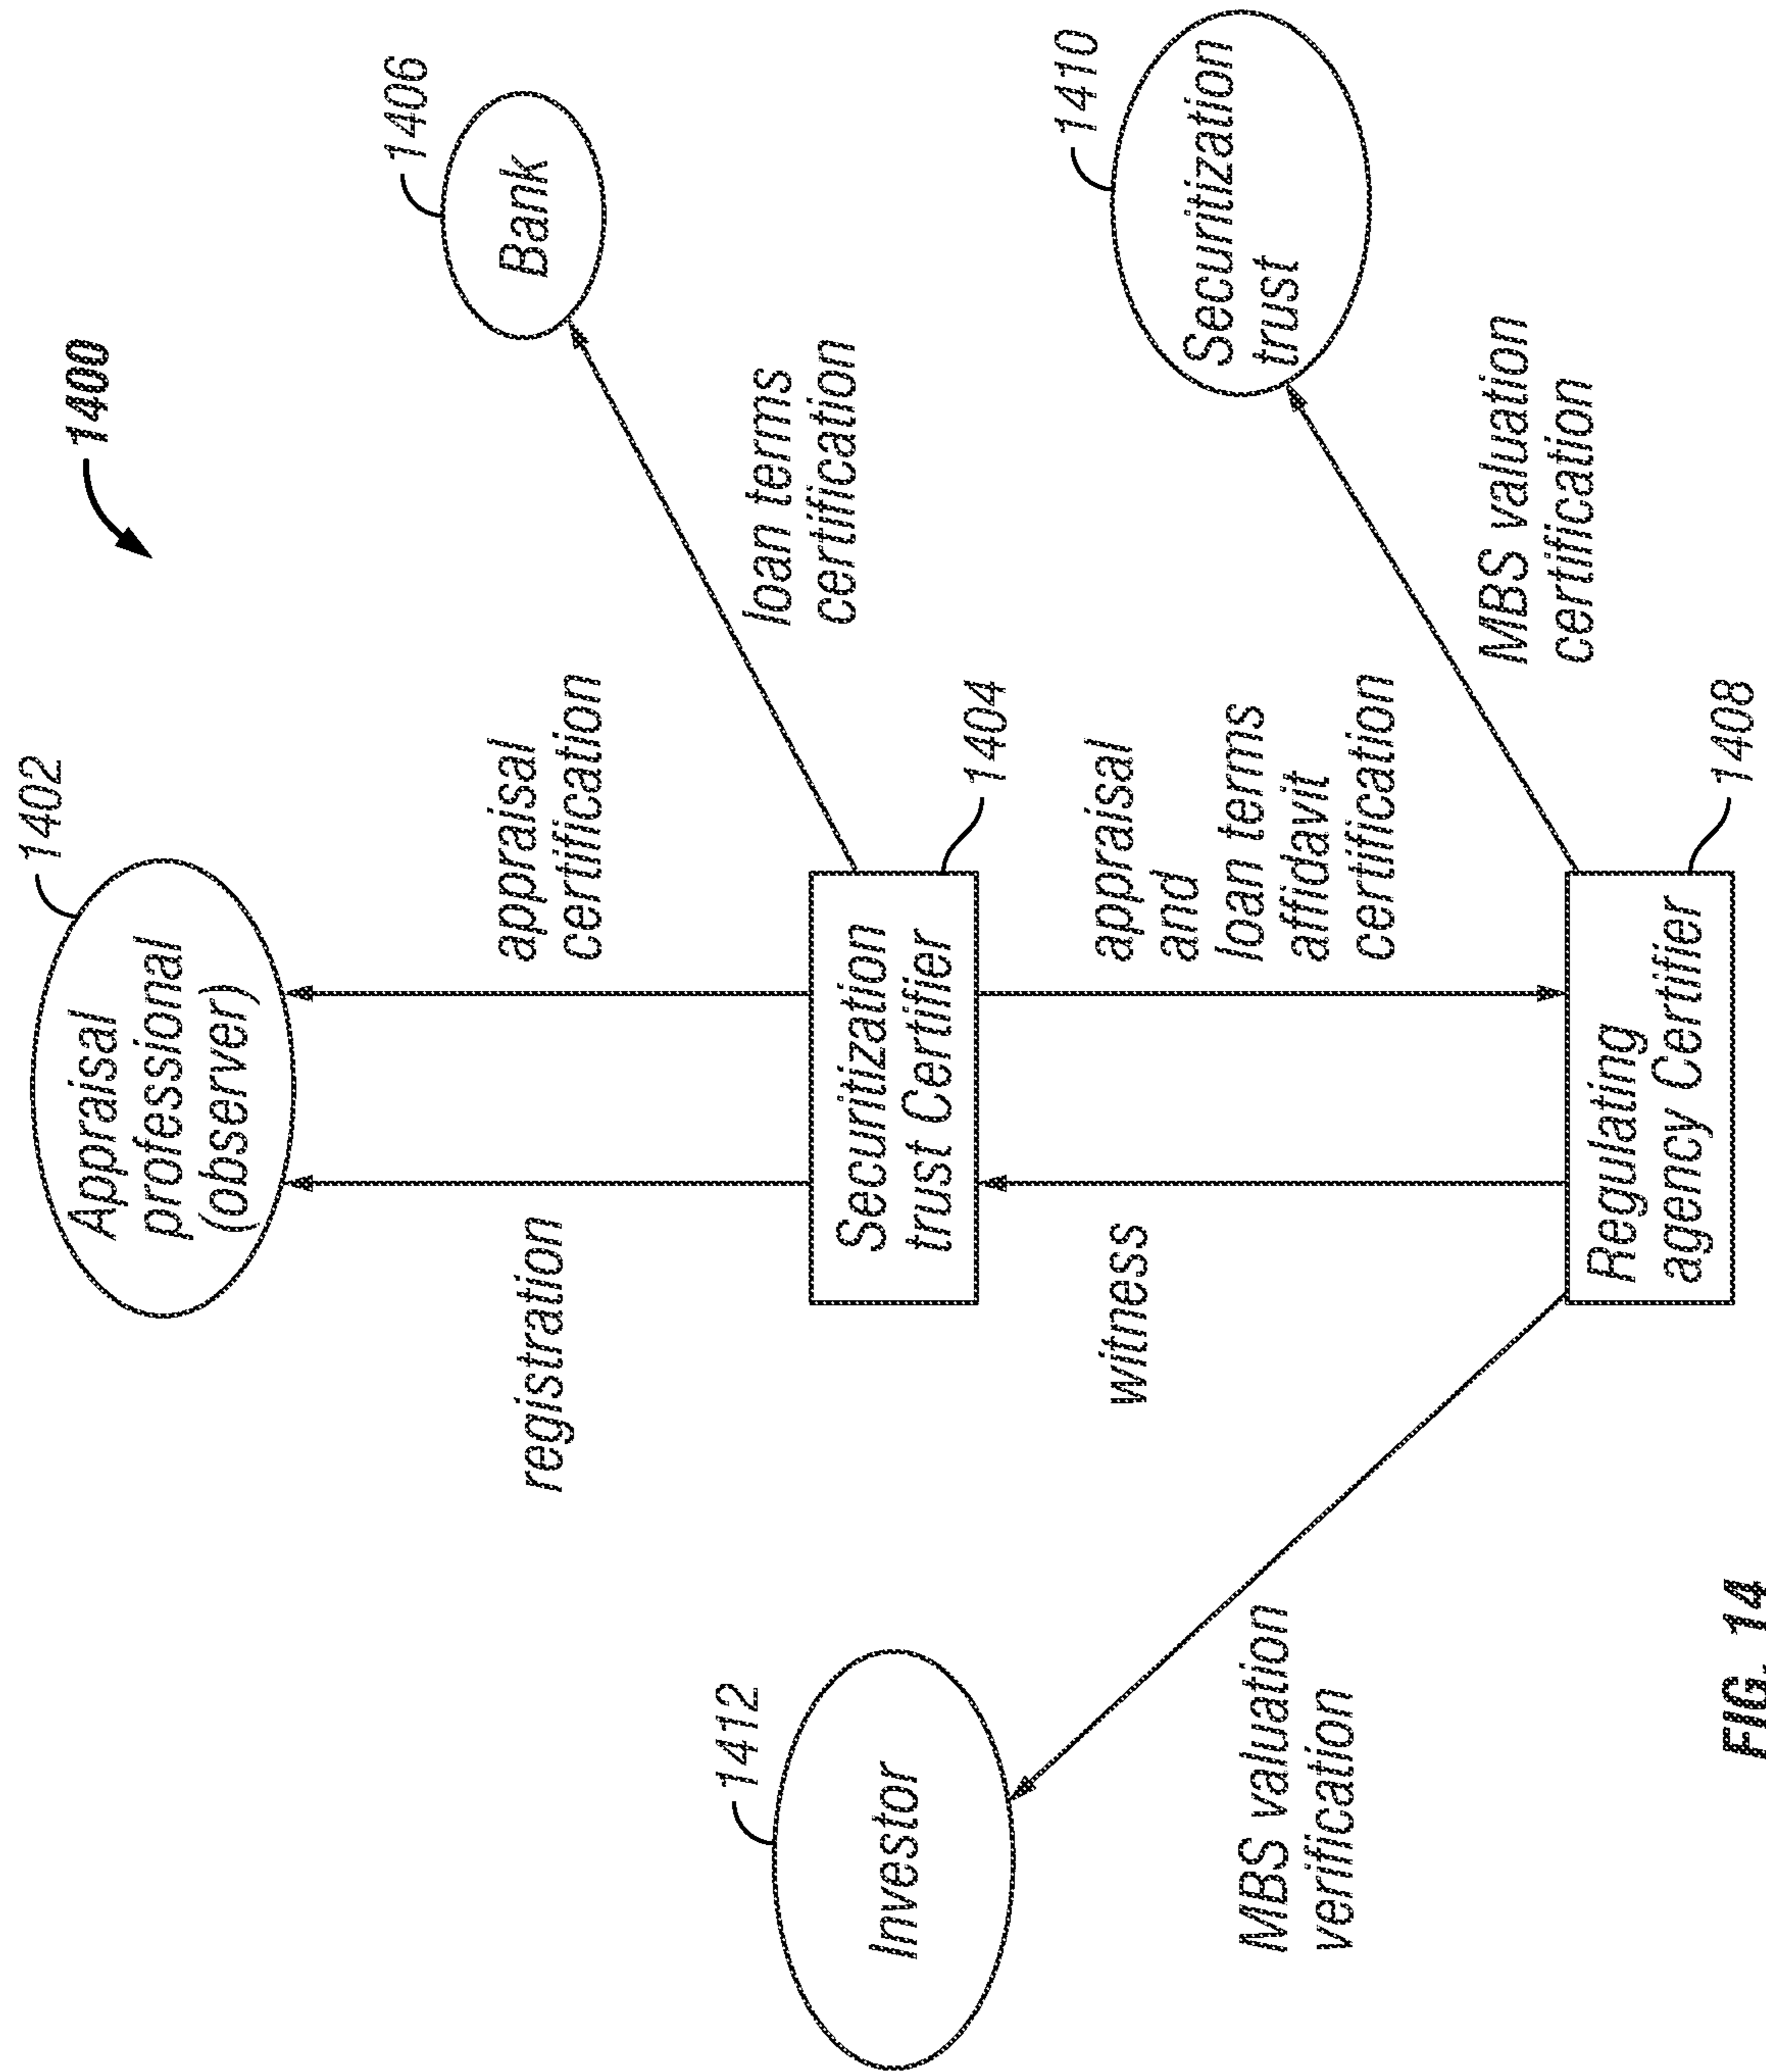 1400
1402
Appraisal
professional
(observer)
registration
appraisal
certification
1406
Bank
loan terms
certification
Securitization
trust Certifier
1404
1412
Investor
witness
appraisal
and
loan terms
affidavit
certification
1410
Securitization
trust
MBS valuation
verification
MBS valuation
certification
Regulating
agency Certifier
1408
FIG. 14